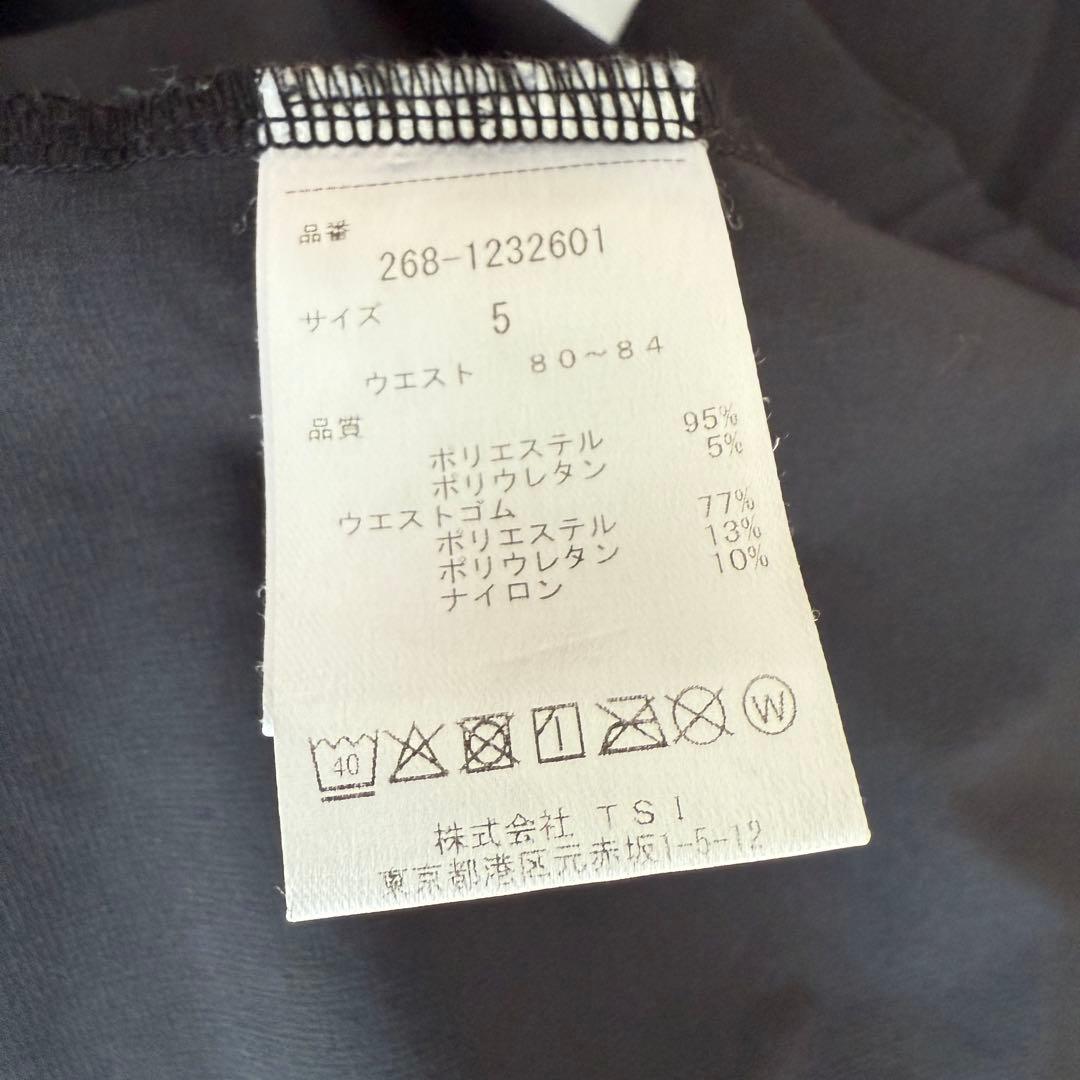 品番
268-1232601
サイズ 5
ウエスト 80～84
品質
ポリエステル 95%
ポリウレタン 5%
ウエストゴム
ポリエステル 77%
ポリウレタン 13%
ナイロン 10%
40 W
株式会社 TSI
東京都港区元赤坂1-5-12